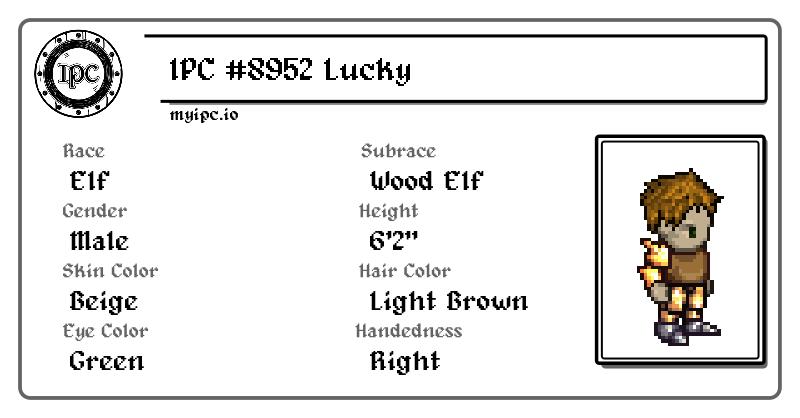 IPC
IPC #8952 Lucky
myipc.io
Race
Elf
Subrace
Wood Elf
Gender
Male
Height
6'2"
Skin Color
Beige
Hair Color
Light Brown
Eye Color
Green
Handedness
Right